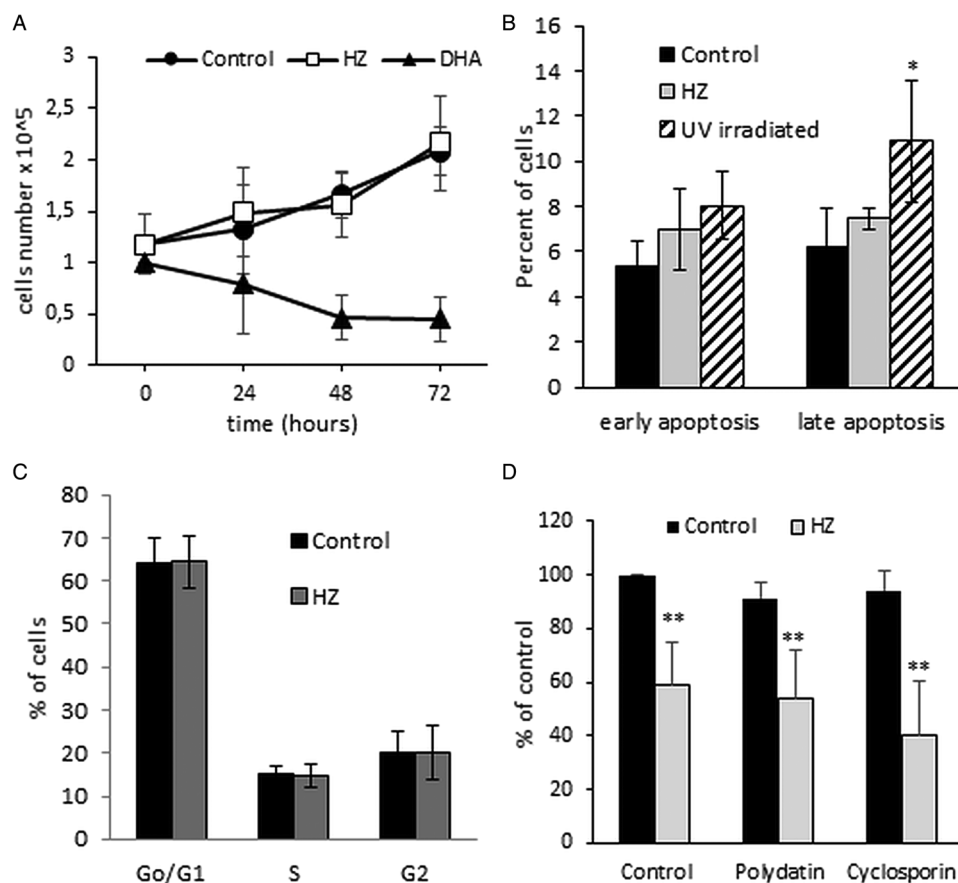 A
Control HZ DHA
3
2,5
2
1,5
1
0,5
0
cells number x 10^5
0 24 48 72
time (hours)
B
16%
14
12
10
8
6
4
2
0
Percent of cells
Control
HZ
UV irradiated
*
early apoptosis late apoptosis
C
80
70
60
50
40
30
20
10
0
% of cells
Control
HZ
Go/G1 S G2
D
120
100
80
60
40
20
0
% of control
Control HZ
**
**
**
Control Polydatin Cyclosporin